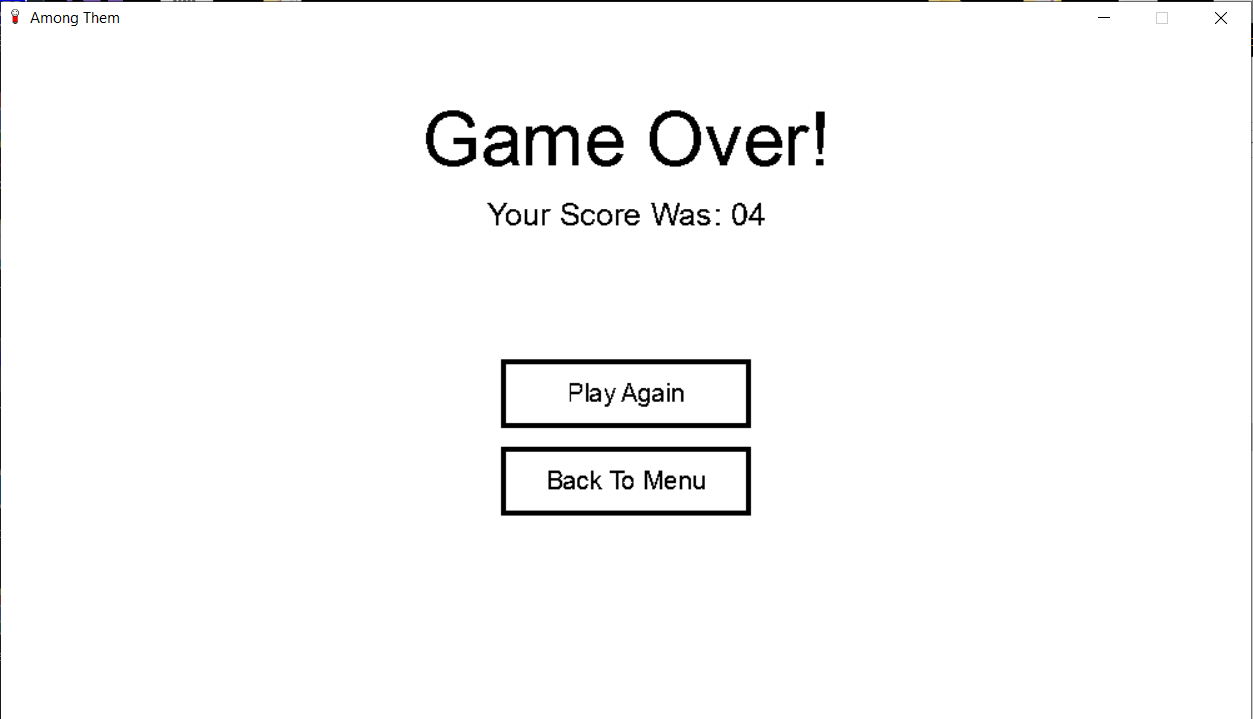 Among Them
Game Over!
Your Score Was: 04
Play Again
Back To Menu